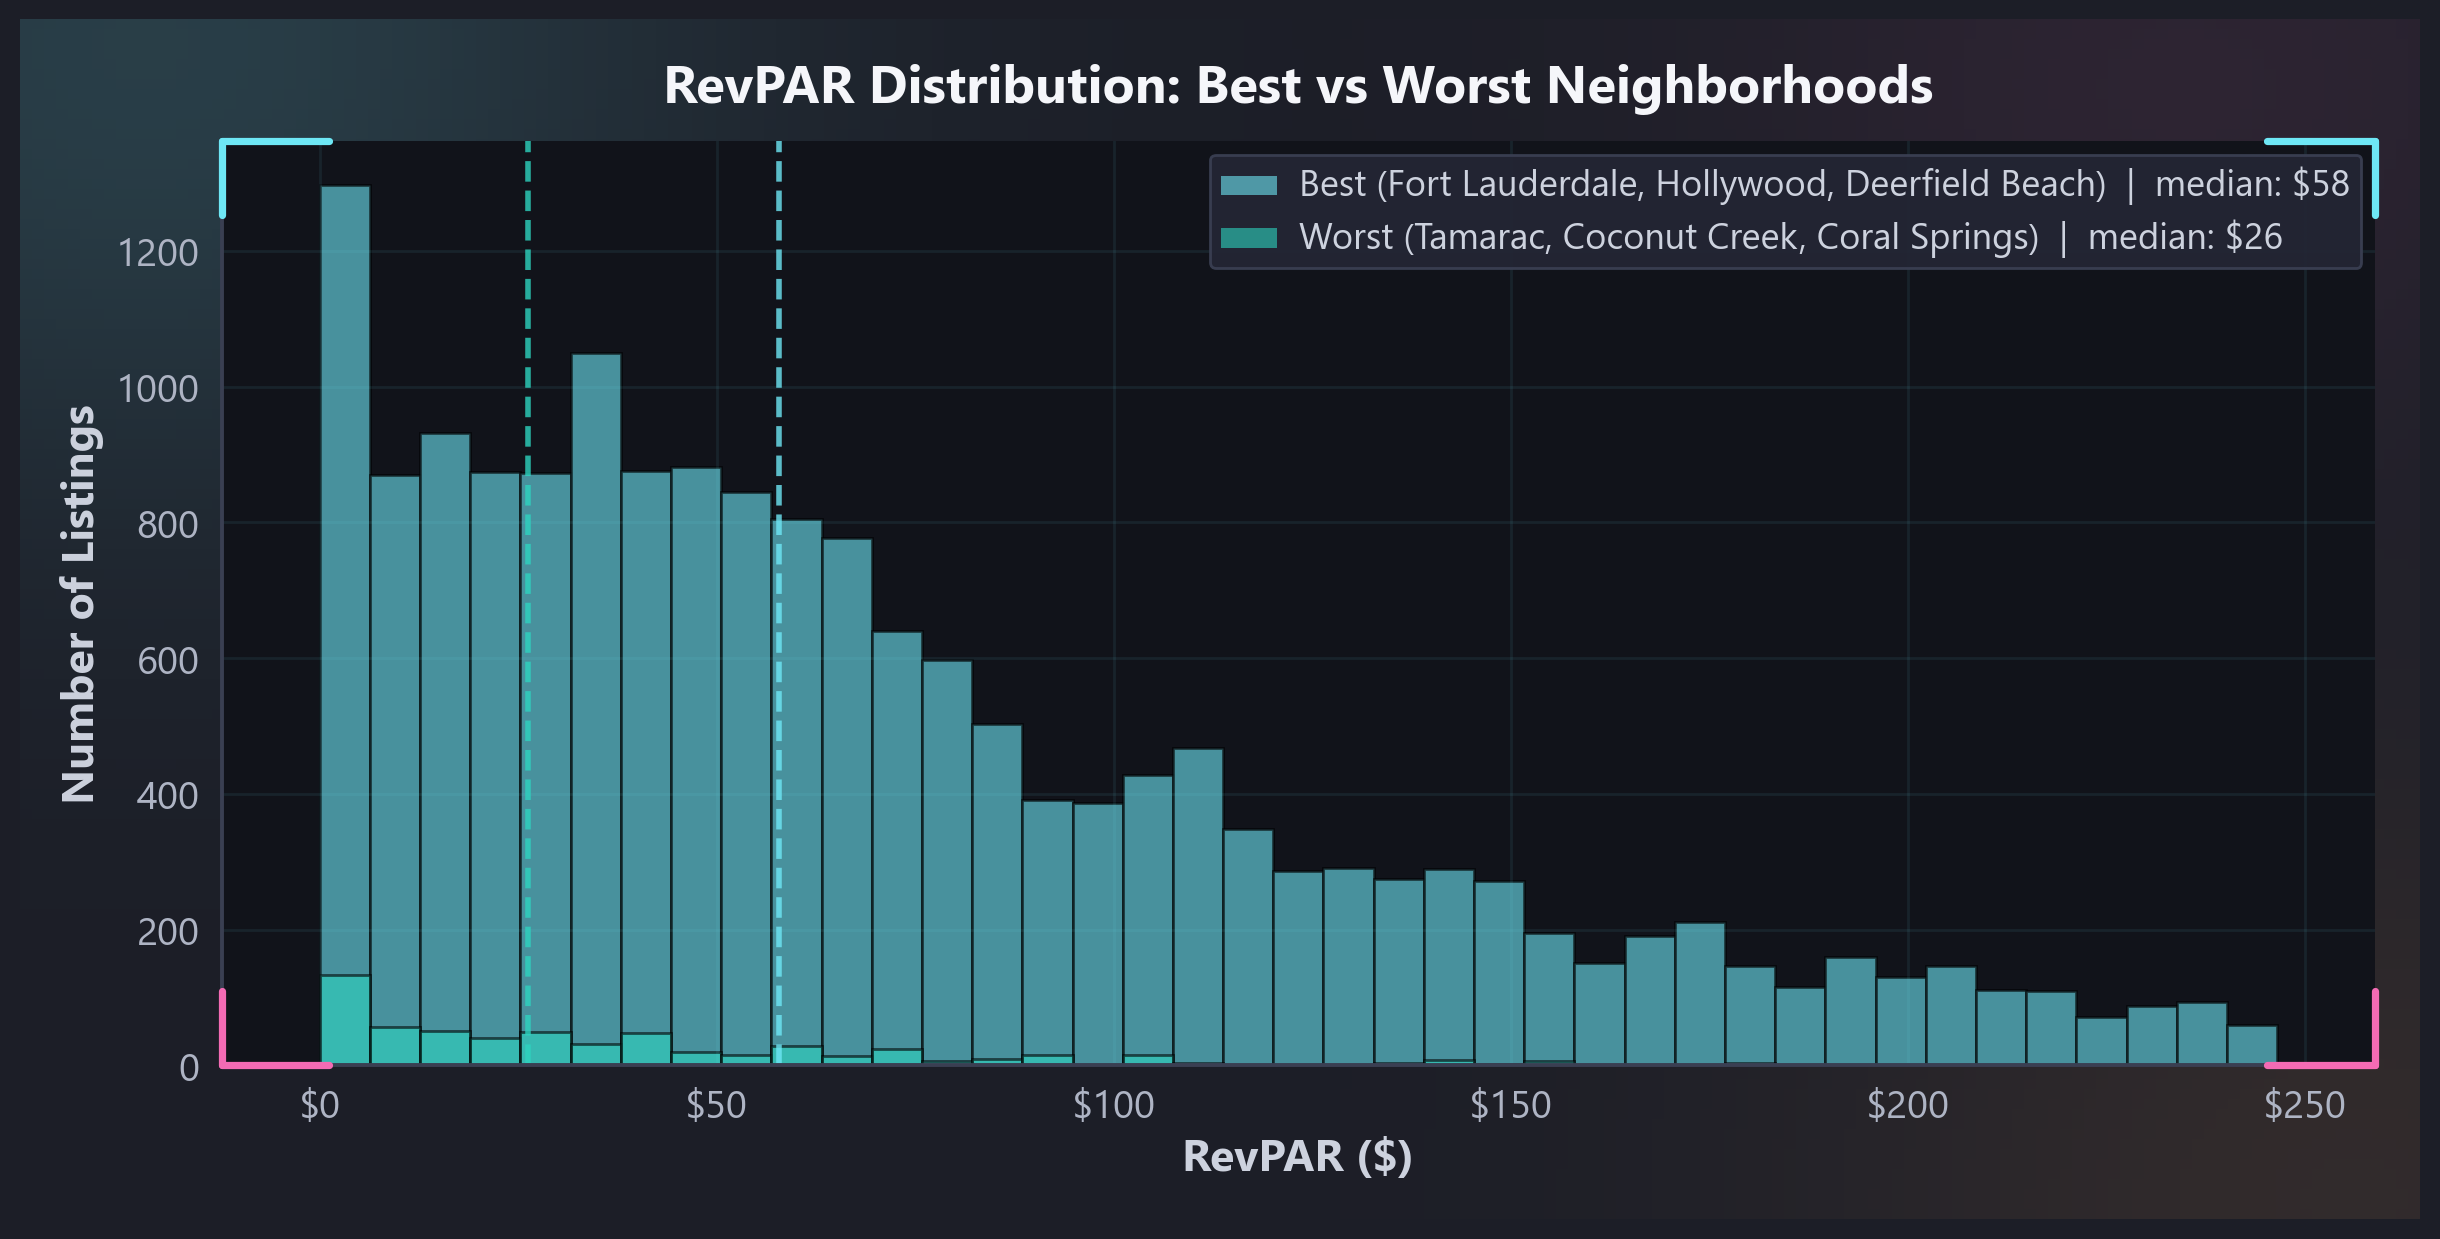 RevPAR Distribution: Best vs Worst Neighborhoods
Best (Fort Lauderdale, Hollywood, Deerfield Beach) | median: $58
Worst (Tamarac, Coconut Creek, Coral Springs) | median: $26
Number of Listings
1200
1000
800
600
400
200
0
$0 $50 $100 $150 $200 $250
RevPAR ($)